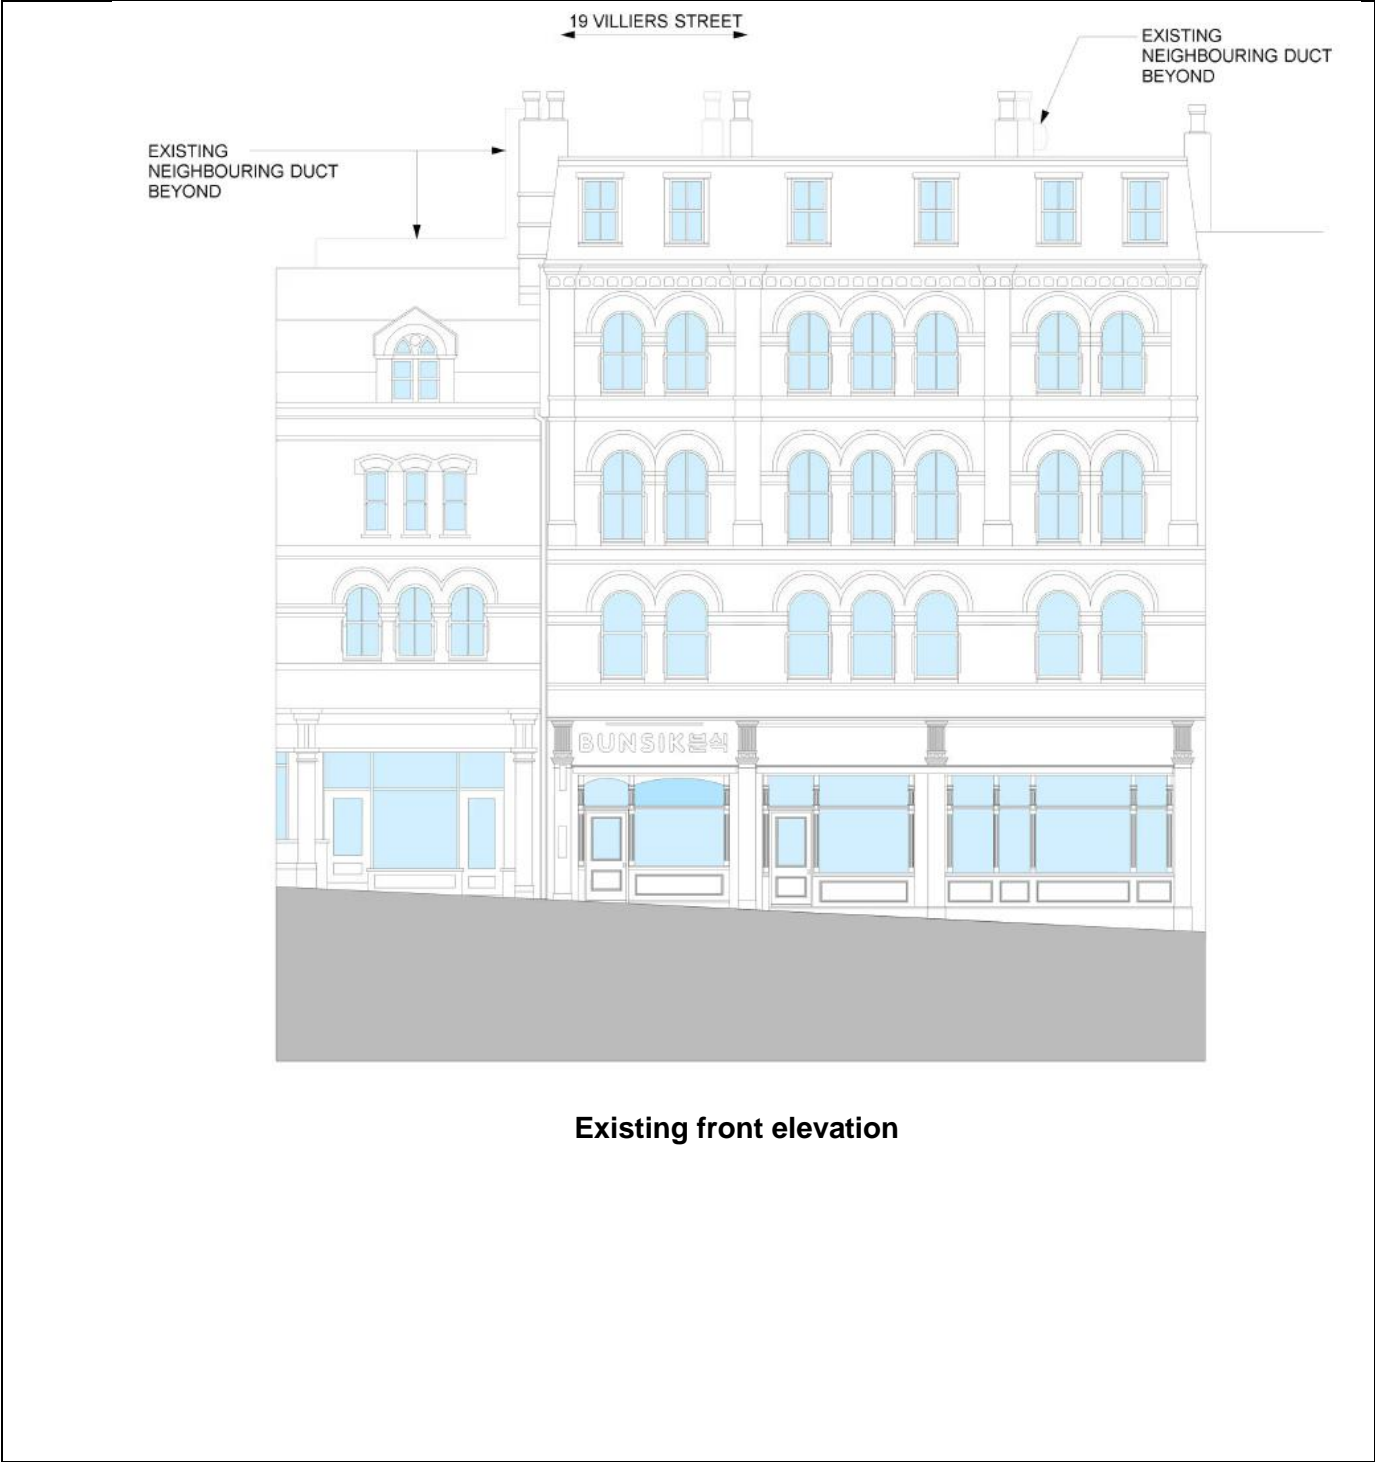 19 VILLIERS STREET
EXISTING
NEIGHBOURING DUCT
BEYOND
EXISTING
NEIGHBOURING DUCT
BEYOND
BUNSIK분식
Existing front elevation